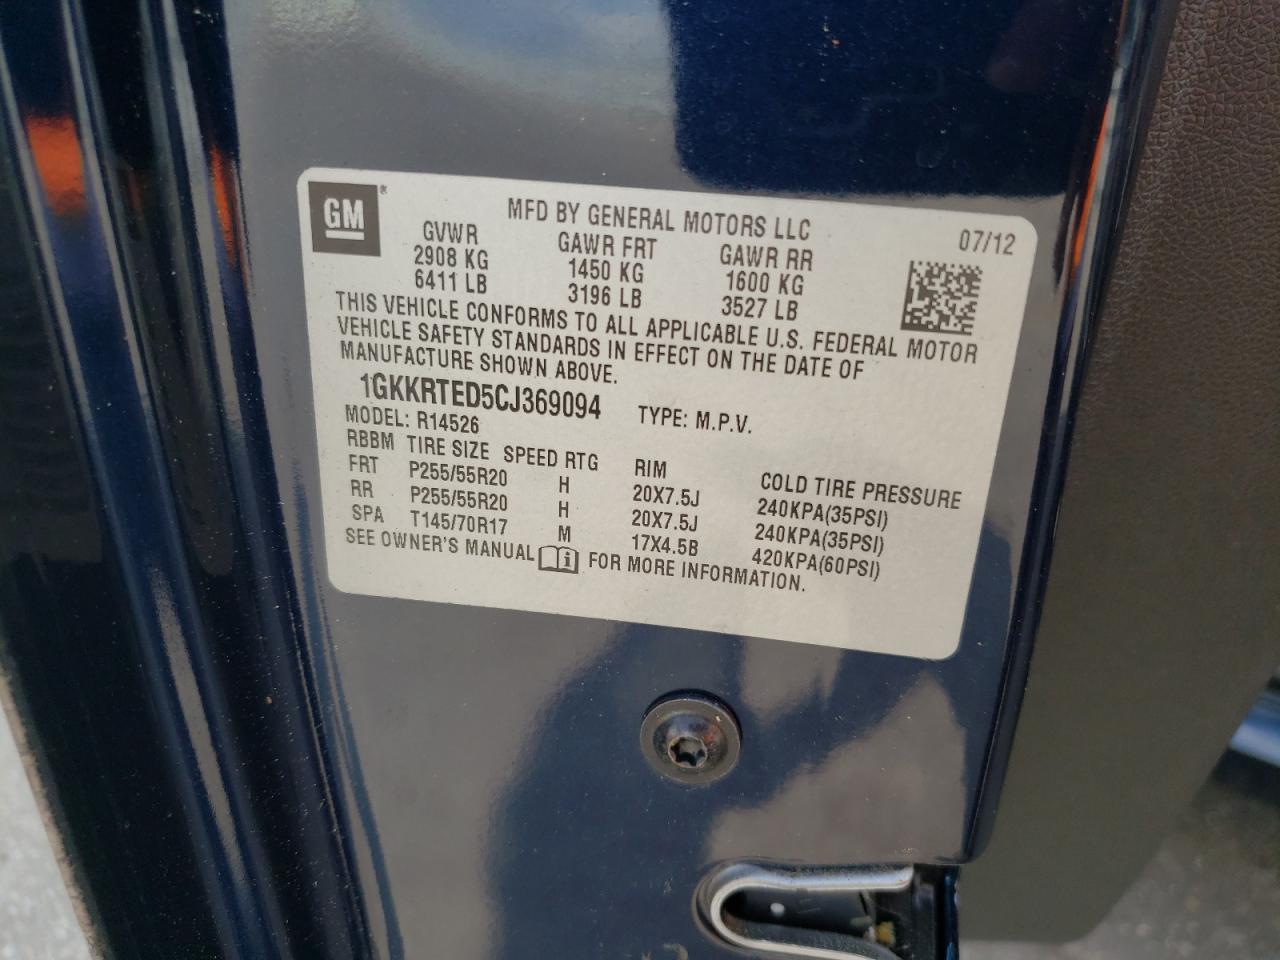 GM ®
MFD BY GENERAL MOTORS LLC
07/12
GVWR GAWR FRT GAWR RR
2908 KG 1450 KG 1600 KG
6411 LB 3196 LB 3527 LB
THIS VEHICLE CONFORMS TO ALL APPLICABLE U.S. FEDERAL MOTOR
VEHICLE SAFETY STANDARDS IN EFFECT ON THE DATE OF
MANUFACTURE SHOWN ABOVE.
1GKKRTED5CJ369094 TYPE: M.P.V.
MODEL: R14526
RBBM TIRE SIZE SPEED RTG RIM COLD TIRE PRESSURE
FRT P255/55R20 H 20X7.5J 240KPA(35PSI)
RR P255/55R20 H 20X7.5J 240KPA(35PSI)
SPA T145/70R17 M 17X4.5B 420KPA(60PSI)
SEE OWNER'S MANUAL i FOR MORE INFORMATION.